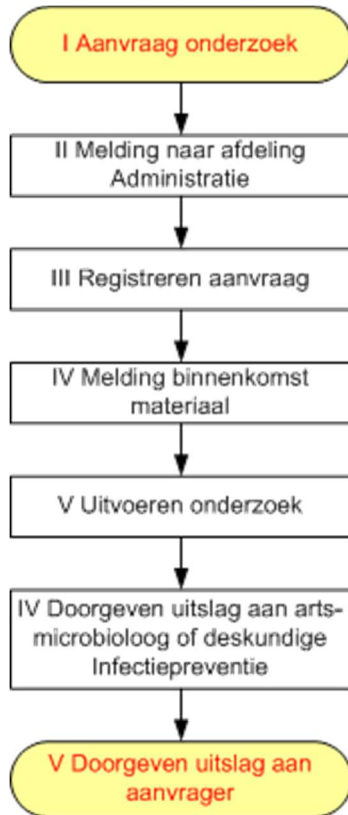 I Aanvraag onderzoek
II Melding naar afdeling
Administratie
III Registreren aanvraag
IV Melding binnenkomst
materiaal
V Uitvoeren onderzoek
IV Doorgeven uitslag aan arts-
microbioloog of deskundige
Infectiepreventie
V Doorgeven uitslag aan
aanvrager